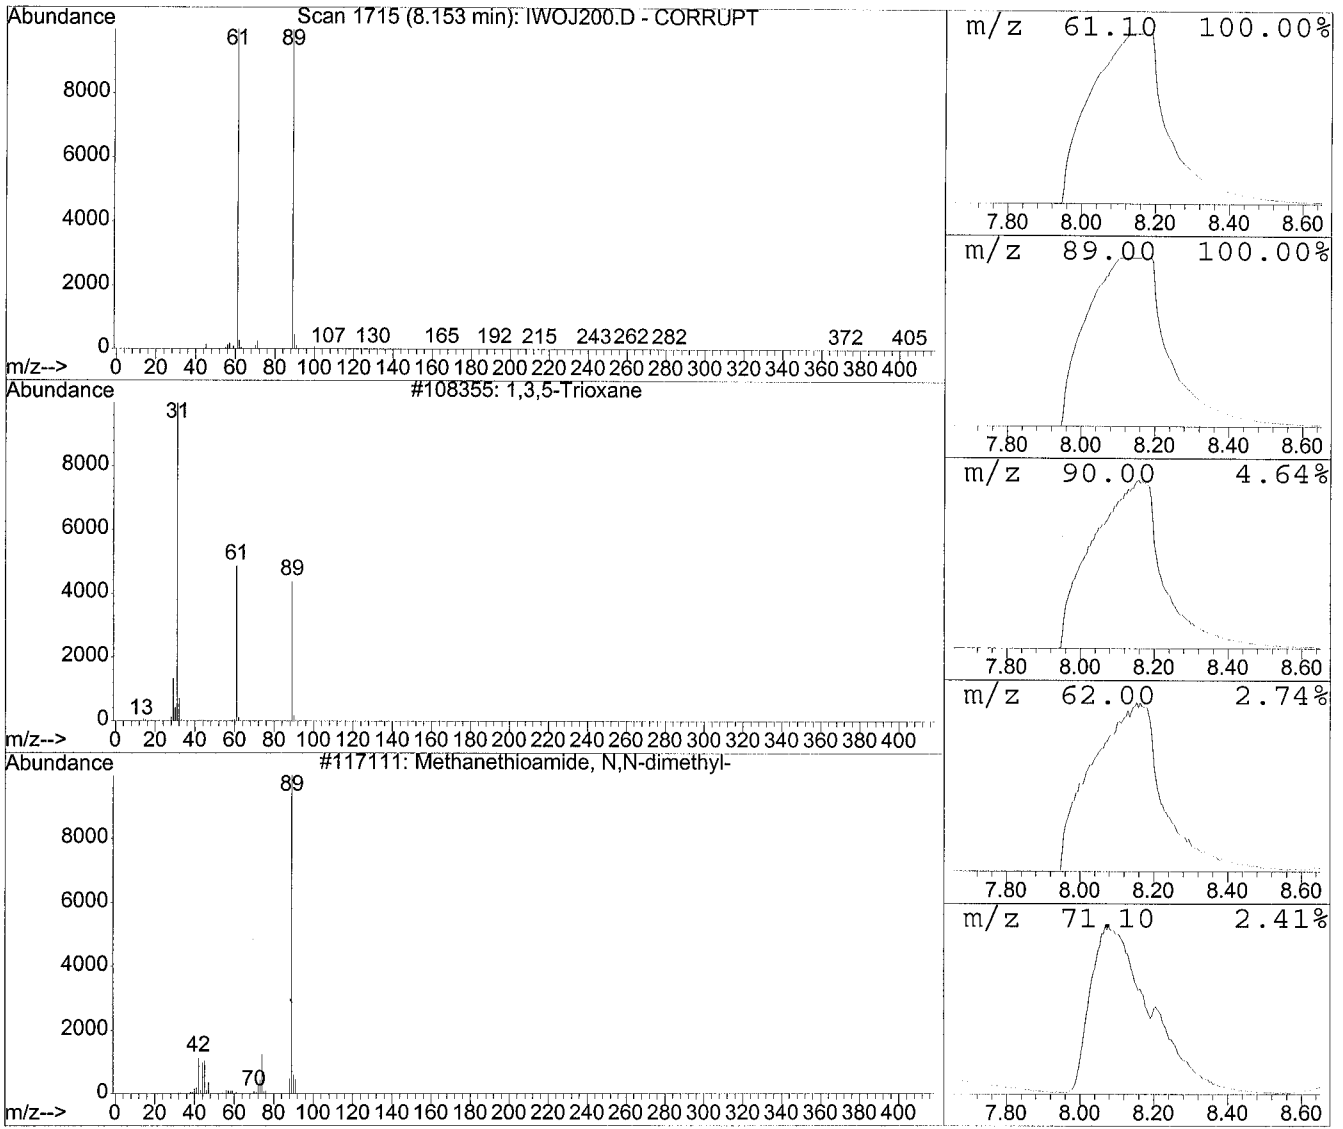 Abundance
Scan 1715 (8.153 min): IWOJ200.D - CORRUPT
61 89
8000
6000
4000
2000
0
107 130 165 192 215 243 262 282 372 405
m/z--> 0 20 40 60 80 100 120 140 160 180 200 220 240 260 280 300 320 340 360 380 400
Abundance
#108355: 1,3,5-Trioxane
31
8000
6000
61
89
4000
2000
13
0
m/z--> 0 20 40 60 80 100 120 140 160 180 200 220 240 260 280 300 320 340 360 380 400
Abundance
#117111: Methanethioamide, N,N-dimethyl-
89
8000
6000
4000
2000
42
70
0
m/z--> 0 20 40 60 80 100 120 140 160 180 200 220 240 260 280 300 320 340 360 380 400
m/z 61.10 100.00%
7.80 8.00 8.20 8.40 8.60
m/z 89.00 100.00%
7.80 8.00 8.20 8.40 8.60
m/z 90.00 4.64%
7.80 8.00 8.20 8.40 8.60
m/z 62.00 2.74%
7.80 8.00 8.20 8.40 8.60
m/z 71.10 2.41%
7.80 8.00 8.20 8.40 8.60